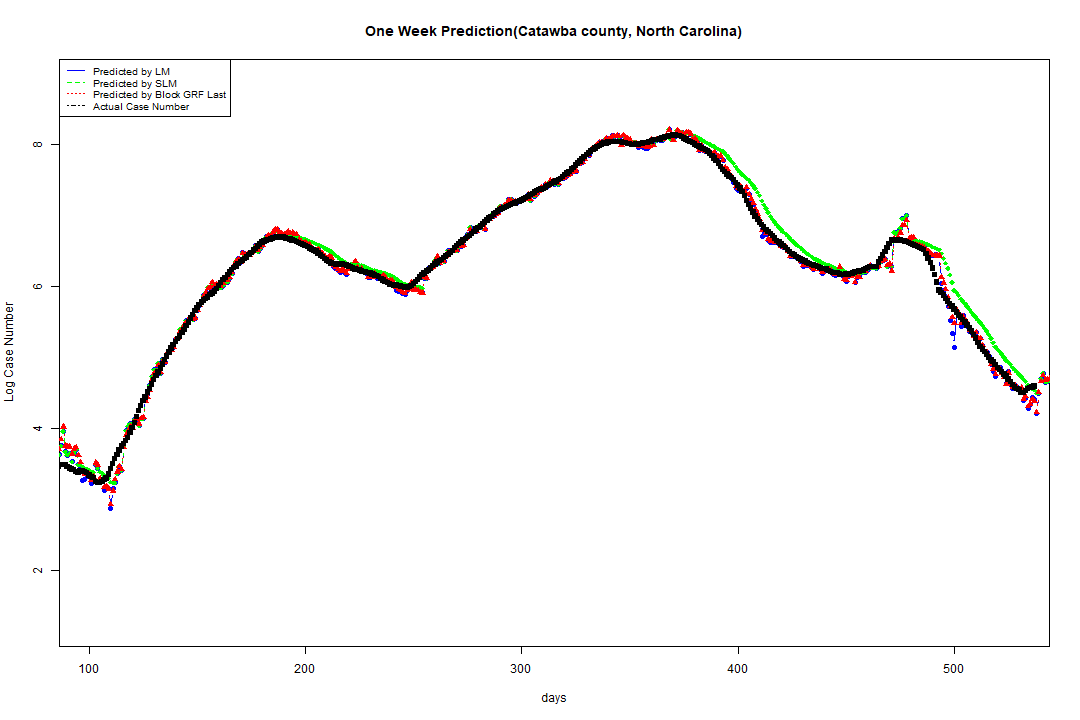 One Week Prediction(Catawba county, North Carolina)
Predicted by LM
Predicted by SLM
Predicted by Block GRF Last
Actual Case Number
8
6
4
2
Log Case Number
100 200 300 400 500
days